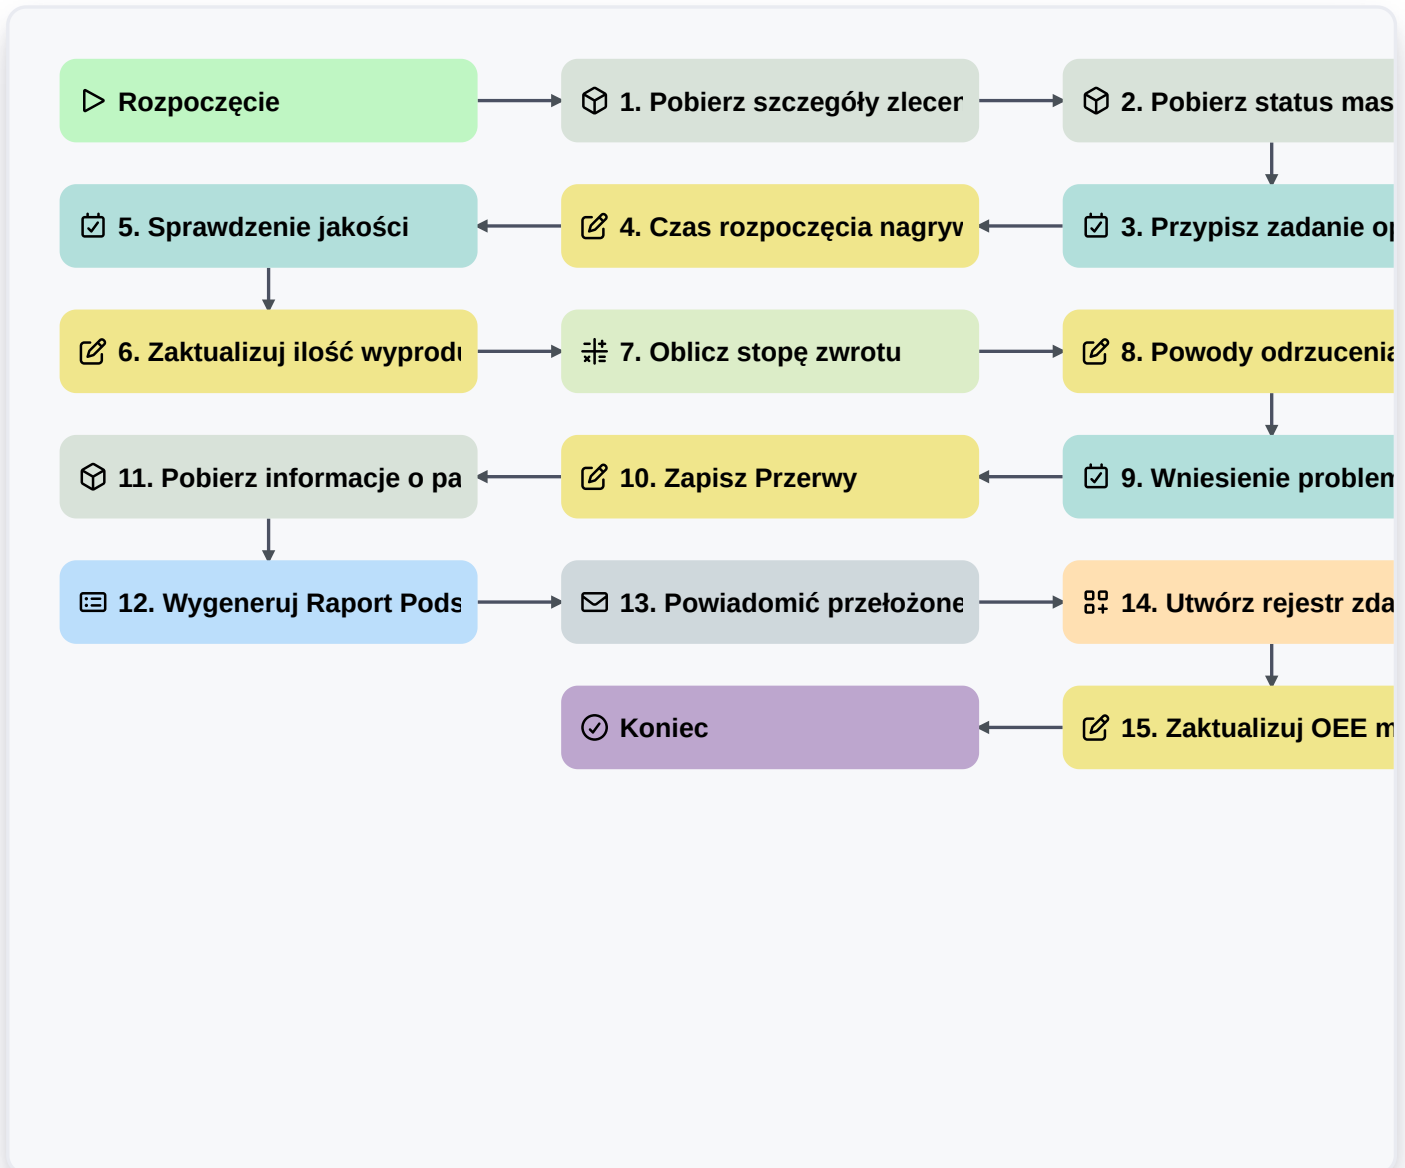 Rozpoczęcie
1. Pobierz szczegóły zlecen
2. Pobierz status mas
3. Przypisz zadanie op
4. Czas rozpoczęcia nagryw
5. Sprawdzenie jakości
6. Zaktualizuj ilość wyprodu
7. Oblicz stopę zwrotu
8. Powody odrzucenia
9. Wniesienie problem
10. Zapisz Przerwy
11. Pobierz informacje o pa
12. Wygeneruj Raport Pods
13. Powiadomić przełożone
14. Utwórz rejestr zda
15. Zaktualizuj OEE m
Koniec